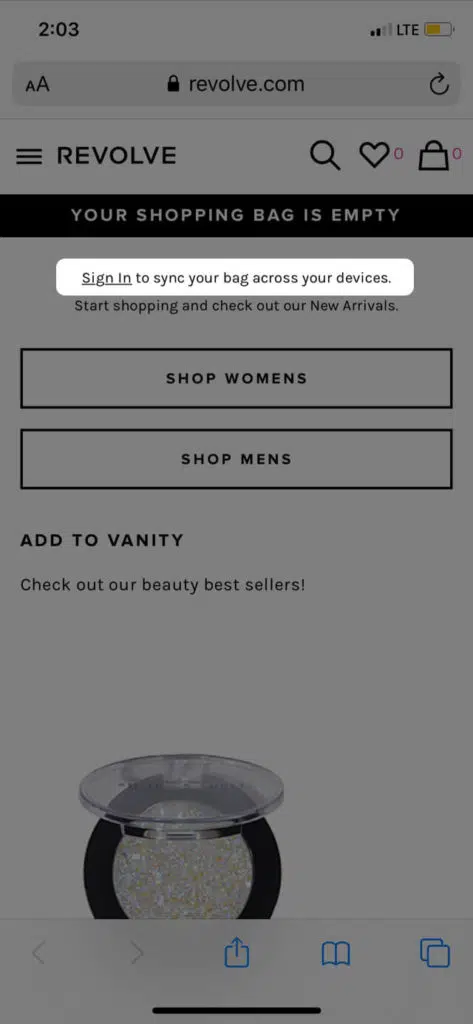 2:03 LTE
AA revolve.com
REVOLVE 0 0
YOUR SHOPPING BAG IS EMPTY
Sign In to sync your bag across your devices.
Start shopping and check out our New Arrivals.
SHOP WOMENS
SHOP MENS
ADD TO VANITY
Check out our beauty best sellers!